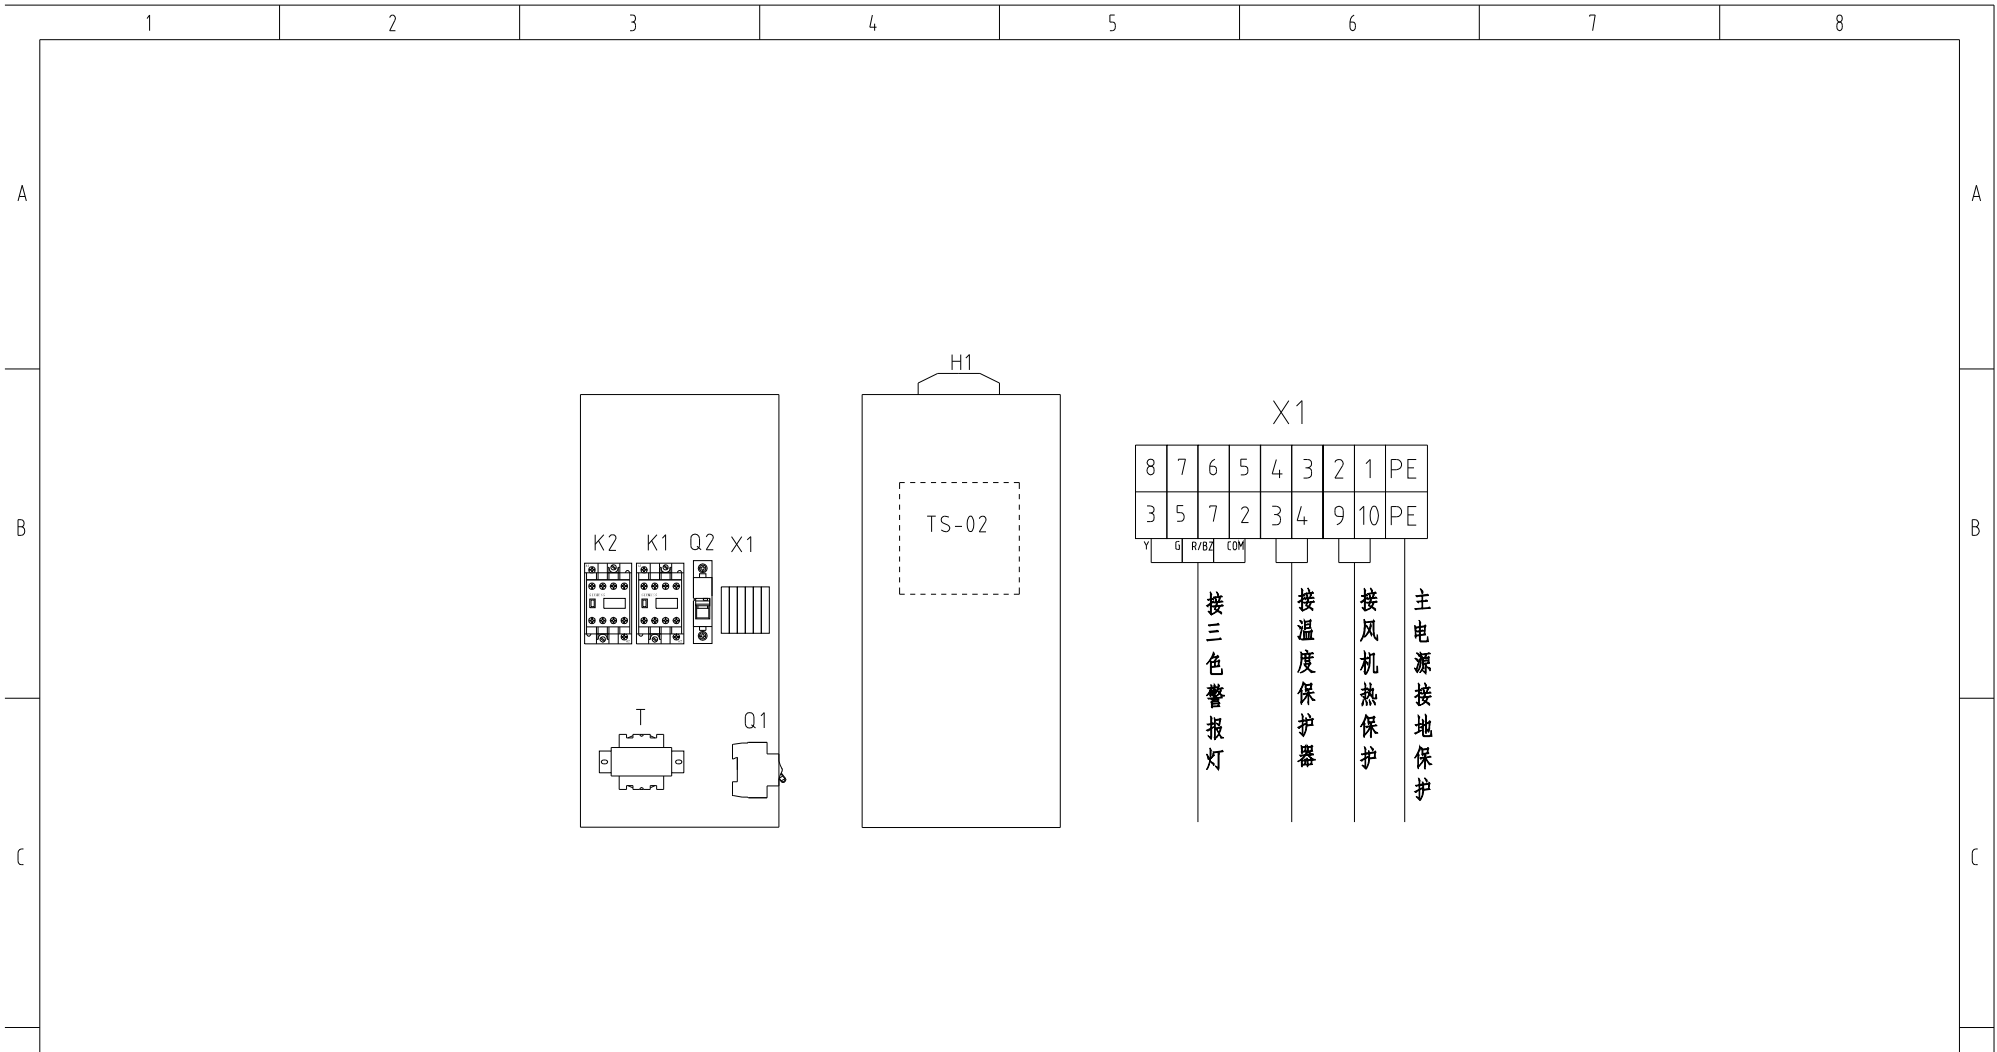 1 2 3 4 5 6 7 8
A A
H1
X1
8 7 6 5 4 3 2 1 PE
3 5 7 2 3 4 9 10 PE
B B
TS-02
K2 K1 Q2 X1
Y G R/BZ COM
接三色警报灯
接温度保护器
接风机热保护
主电源接地保护
T Q1
C C